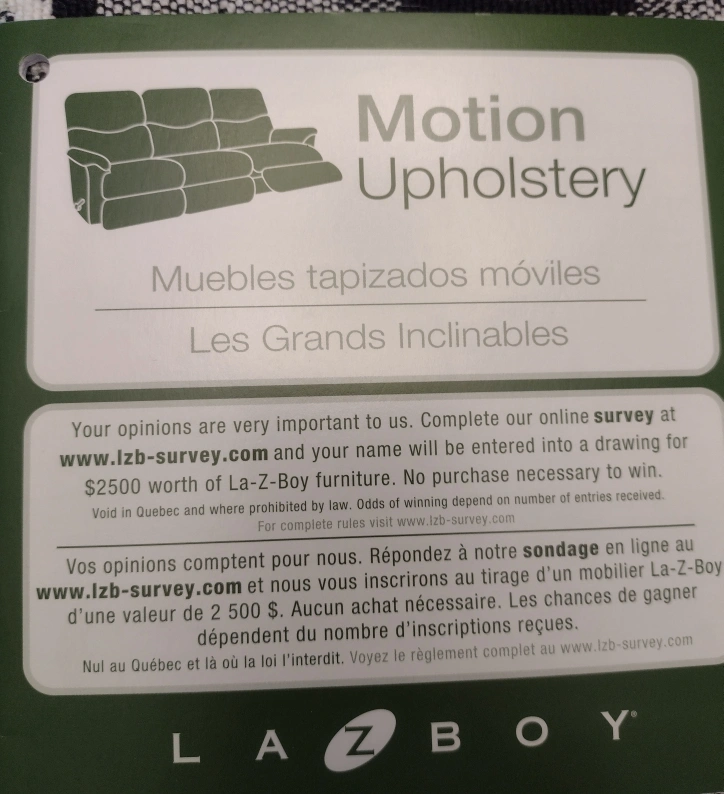 Motion
Upholstery
Muebles tapizados móviles
Les Grands Inclinables
Your opinions are very important to us. Complete our online survey at
www.lzb-survey.com and your name will be entered into a drawing for
$2500 worth of La-Z-Boy furniture. No purchase necessary to win.
Void in Quebec and where prohibited by law. Odds of winning depend on number of entries received.
For complete rules visit www.lzb-survey.com
Vos opinions comptent pour nous. Répondez à notre sondage en ligne au
www.lzb-survey.com et nous vous inscrirons au tirage d'un mobilier La-Z-Boy
d'une valeur de 2 500 $. Aucun achat nécessaire. Les chances de gagner
dépendent du nombre d'inscriptions reçues.
Nul au Québec et là où la loi l'interdit. Voyez le règlement complet au www.lzb-survey.com
LAZBOY®